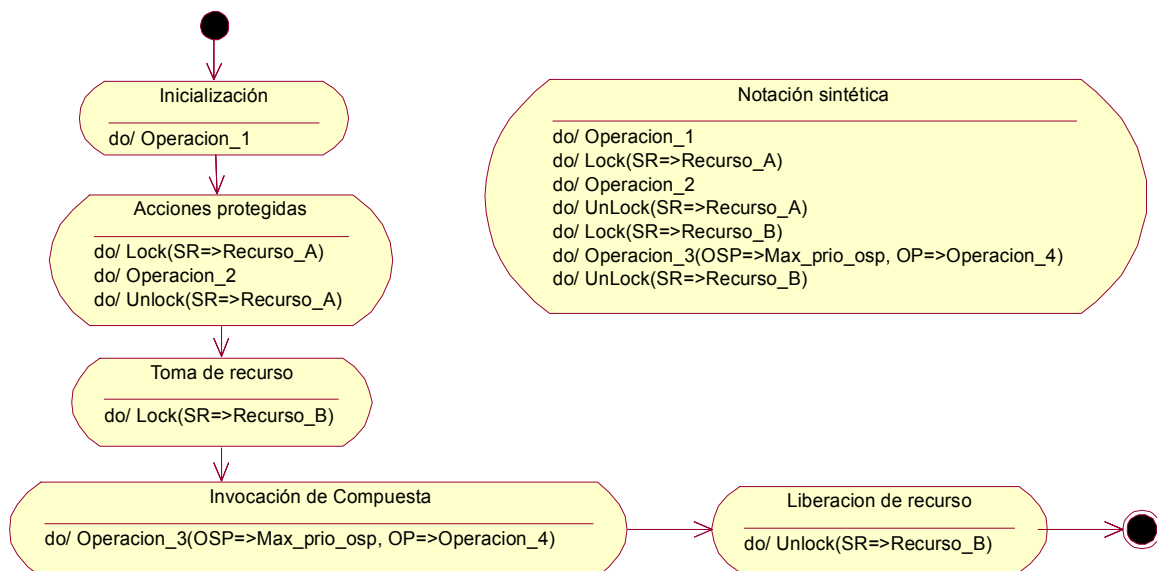 Inicialización
do/ Operacion_1
Acciones protegidas
do/ Lock(SR=>Recurso_A)
do/ Operacion_2
do/ Unlock(SR=>Recurso_A)
Toma de recurso
do/ Lock(SR=>Recurso_B)
Invocación de Compuesta
do/ Operacion_3(OSP=>Max_prio_osp, OP=>Operacion_4)
Liberacion de recurso
do/ Unlock(SR=>Recurso_B)
Notación sintética
do/ Operacion_1
do/ Lock(SR=>Recurso_A)
do/ Operacion_2
do/ UnLock(SR=>Recurso_A)
do/ Lock(SR=>Recurso_B)
do/ Operacion_3(OSP=>Max_prio_osp, OP=>Operacion_4)
do/ UnLock(SR=>Recurso_B)